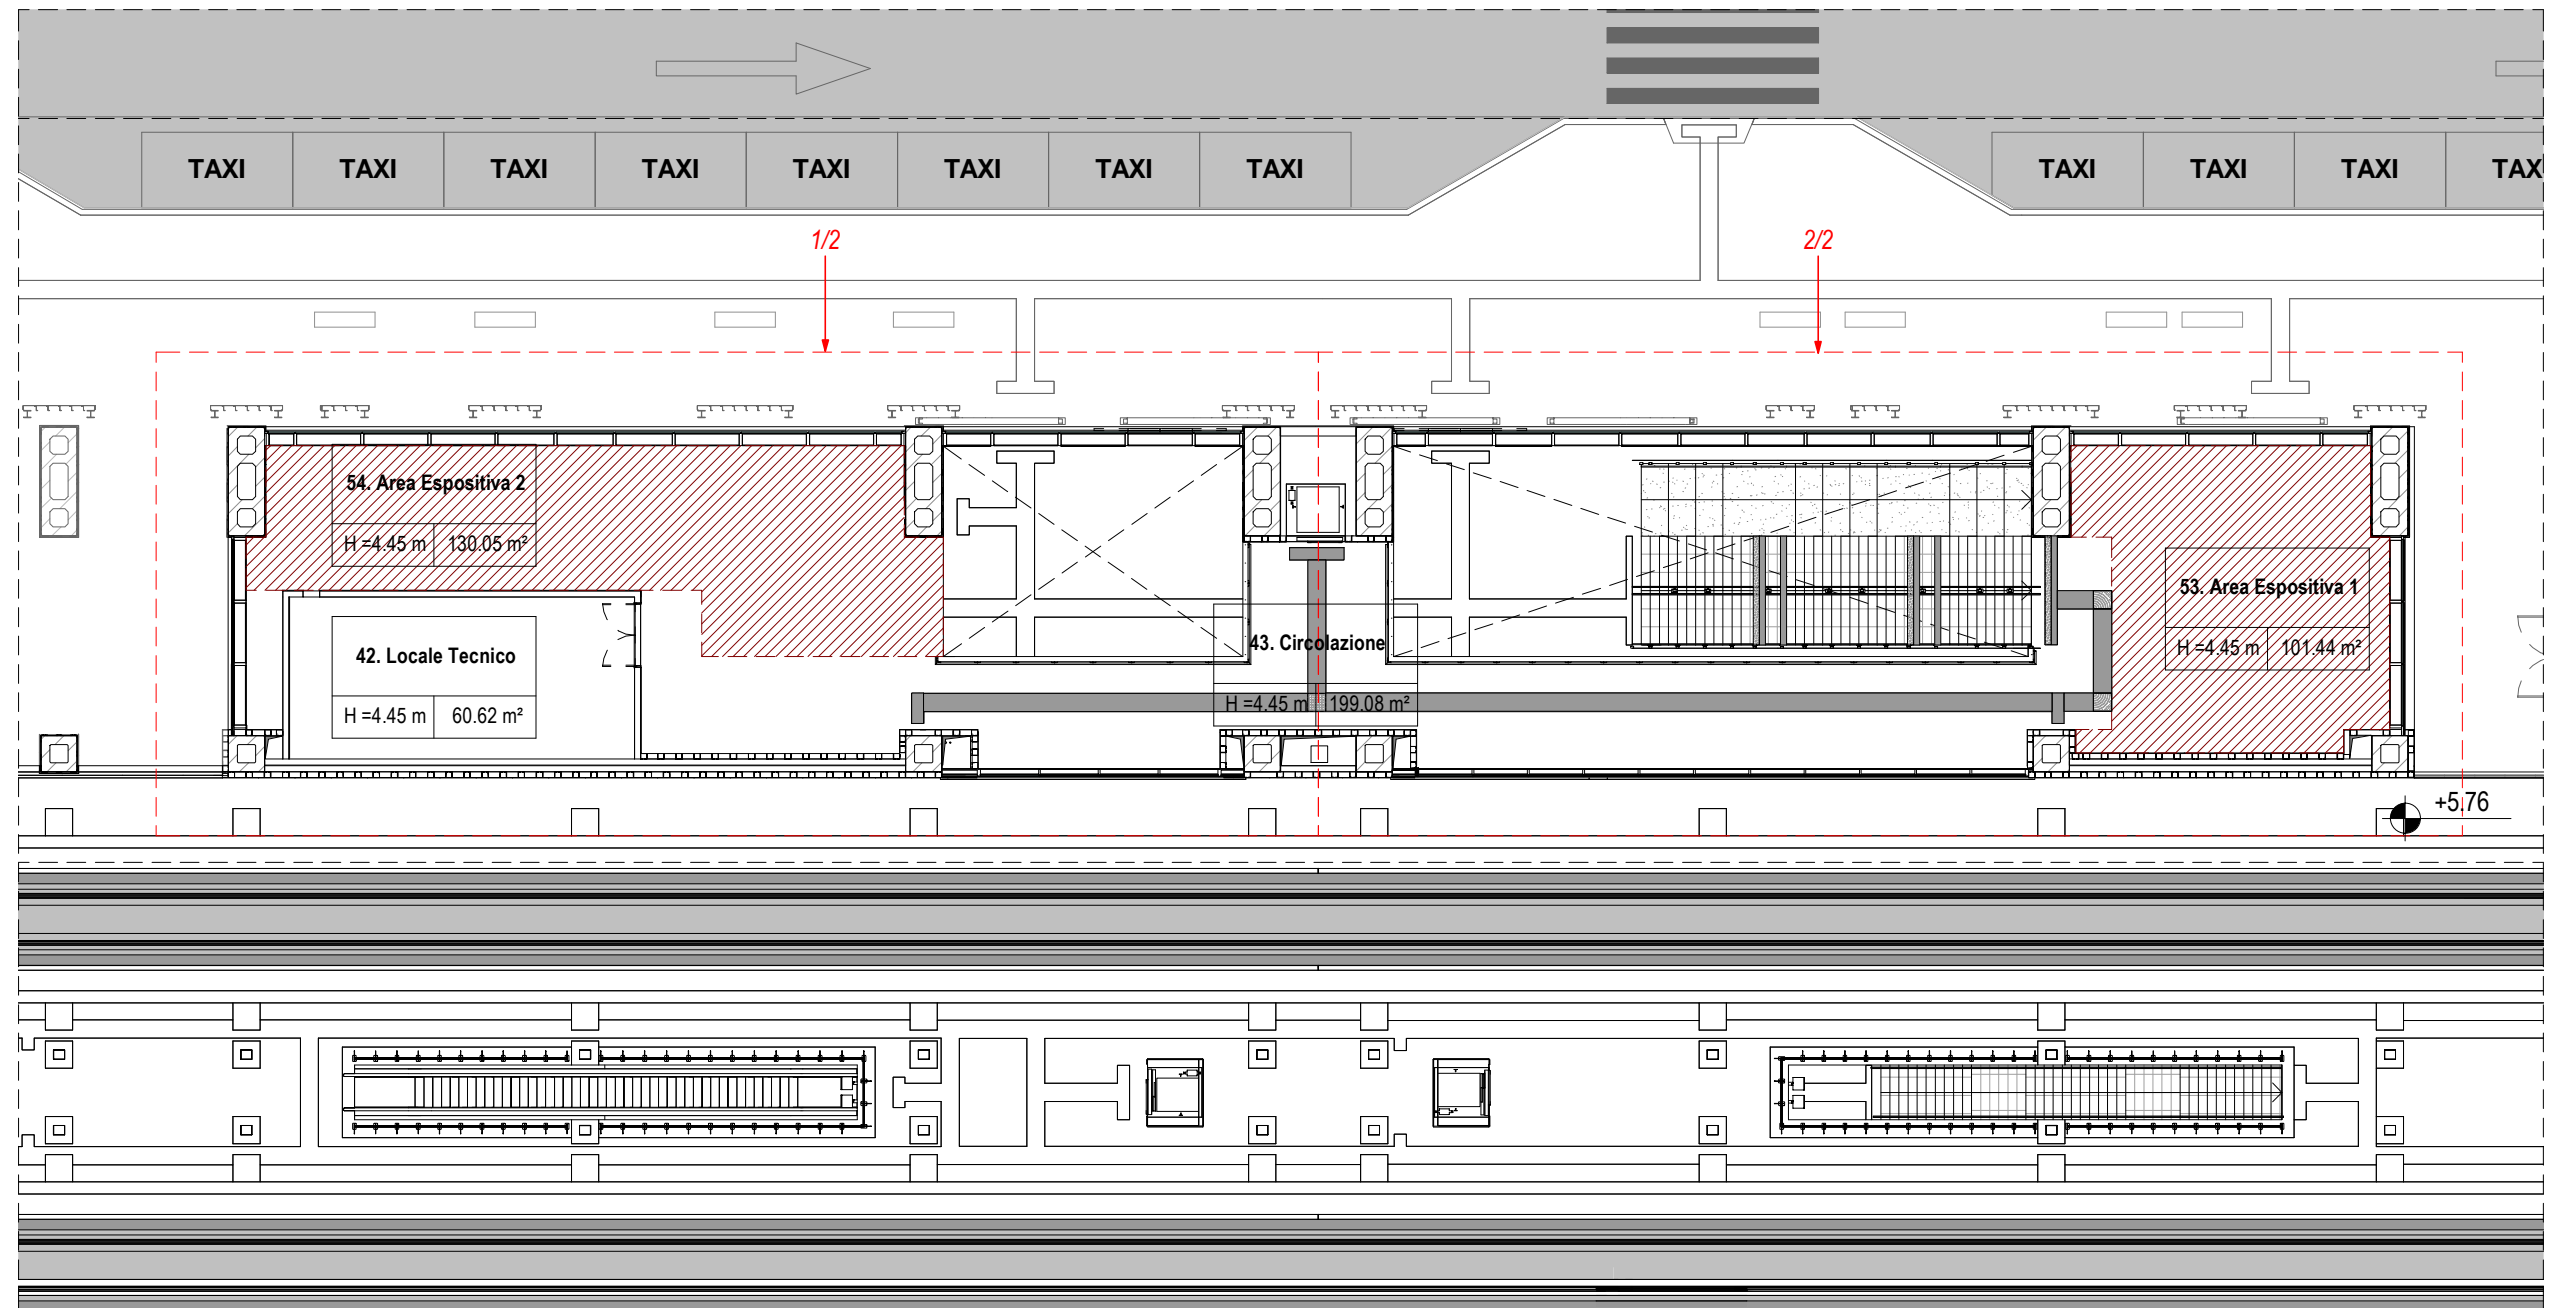 TAXI TAXI TAXI TAXI TAXI TAXI TAXI TAXI TAXI TAXI TAXI TAX
1/2 2/2
54. Area Espositiva 2
H =4.45 m 130.05 m²
53. Area Espositiva 1
H =4.45 m 101.44 m²
43. Circolazione
H =4.45 m 199.08 m²
42. Locale Tecnico
H =4.45 m 60.62 m²
+5.76